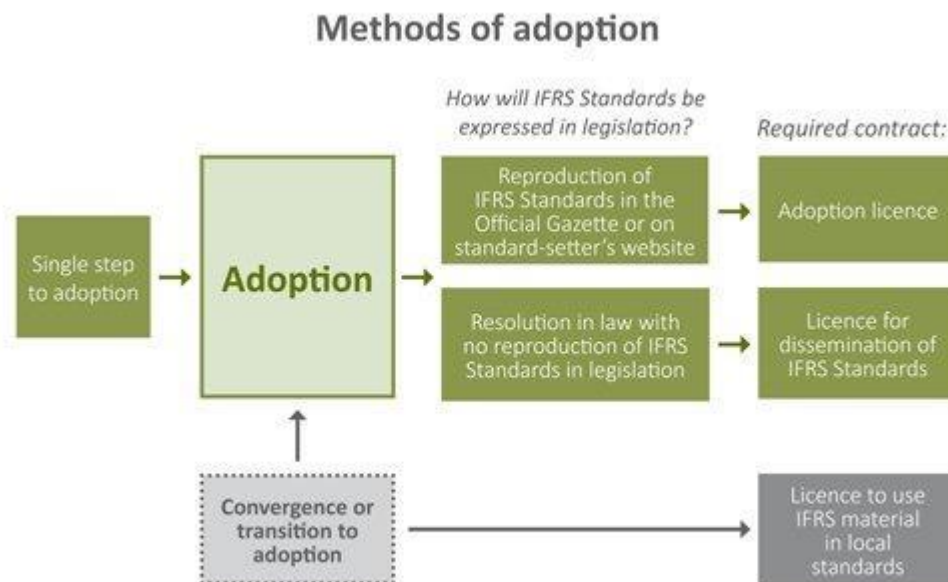 Methods of adoption
How will IFRS Standards be
expressed in legislation?
Required contract:
Single step
to adoption
Adoption
Reproduction of
IFRS Standards in the
Official Gazette or on
standard-setter's website
Adoption licence
Resolution in law with
no reproduction of IFRS
Standards in legislation
Licence for
dissemination of
IFRS Standards
Convergence or
transition to
adoption
Licence to use
IFRS material
in local
standards